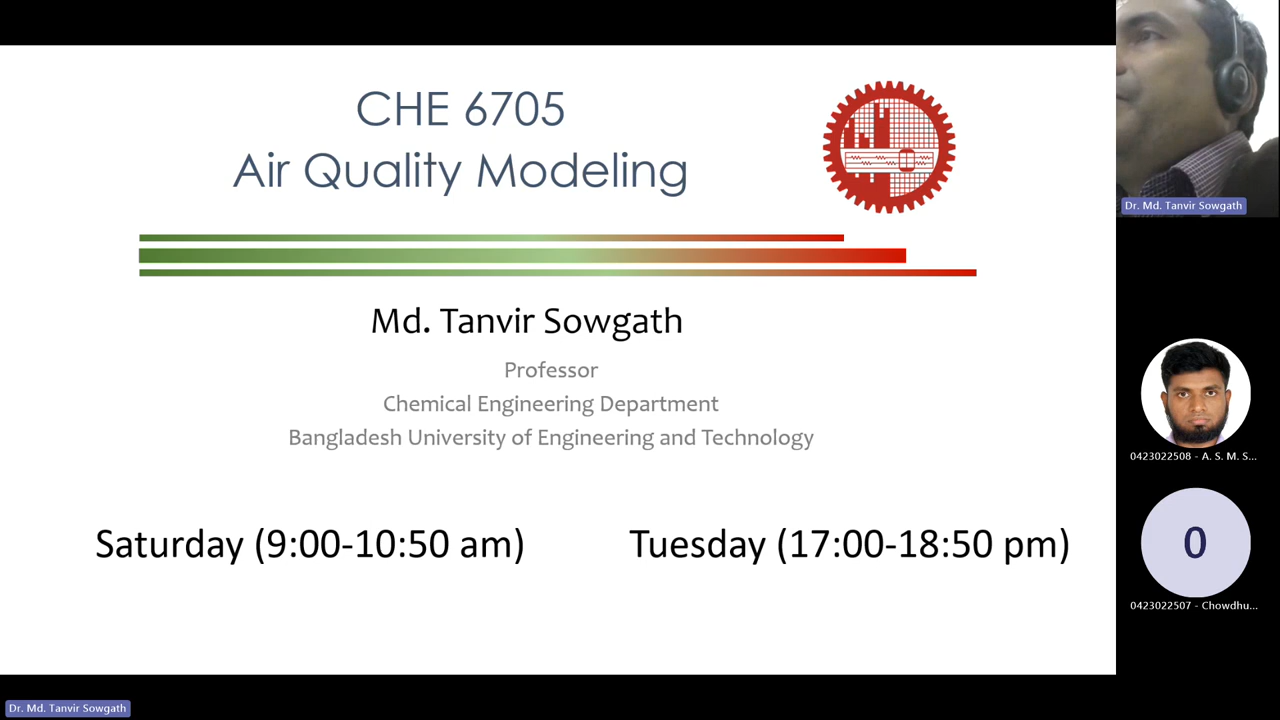 CHE 6705
Air Quality Modeling
Md. Tanvir Sowgath
Professor
Chemical Engineering Department
Bangladesh University of Engineering and Technology
Saturday (9:00-10:50 am)
Tuesday (17:00-18:50 pm)
Dr. Md. Tanvir Sowgath
0423022508 - A. S. M. S...
0
0423022507 - Chowdhu...
Dr. Md. Tanvir Sowgath